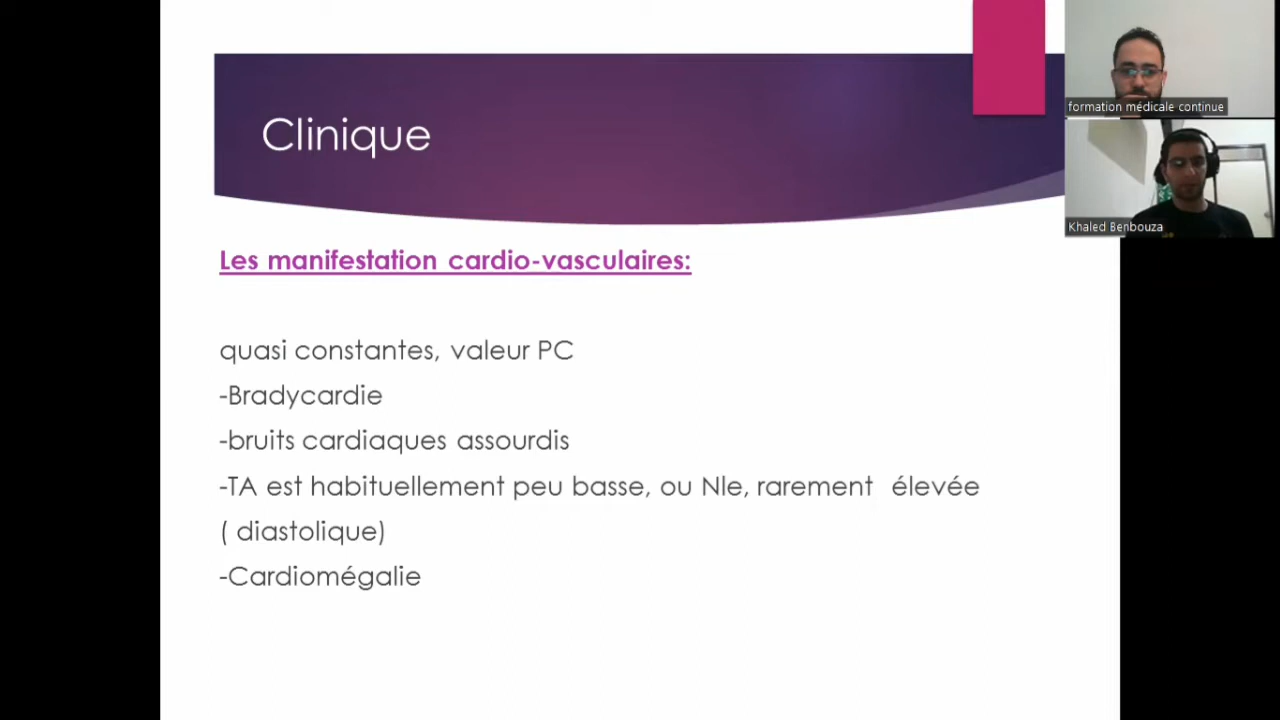 Clinique
Les manifestation cardio-vasculaires:
quasi constantes, valeur PC
-Bradycardie
-bruits cardiaques assourdis
-TA est habituellement peu basse, ou Nle, rarement élevée
( diastolique)
-Cardiomégalie
formation médicale continue
Khaled Benbouza